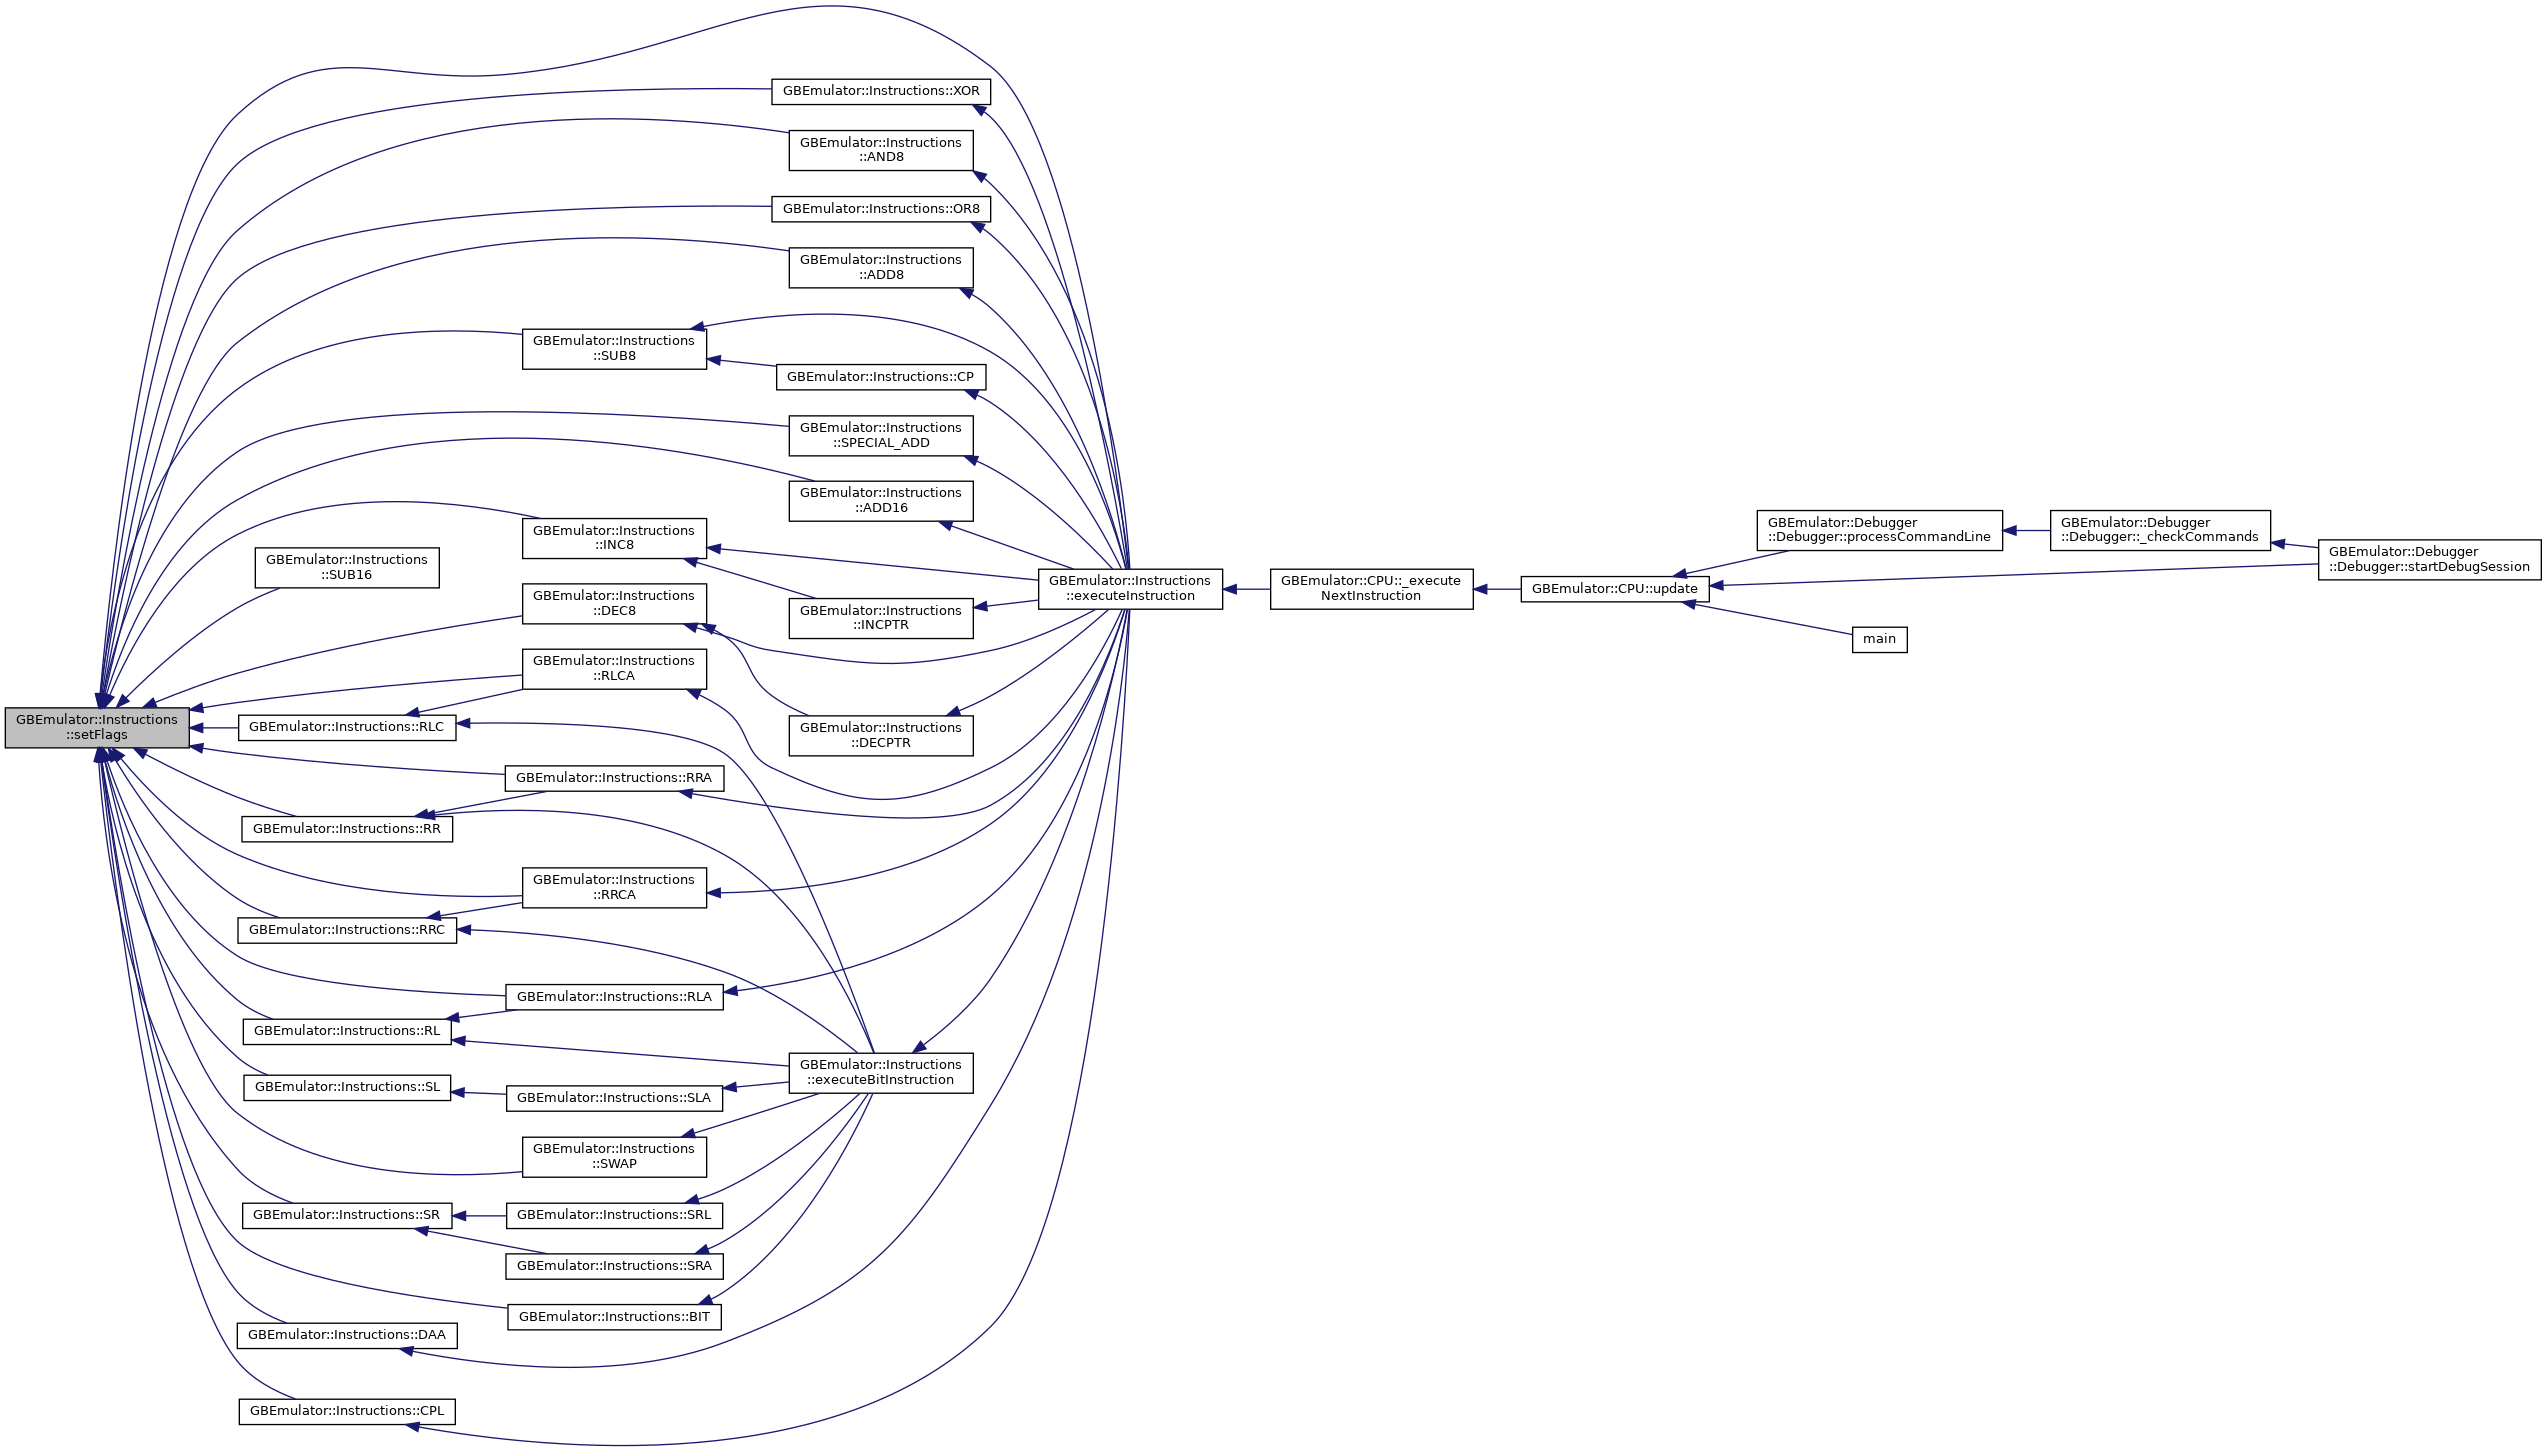 GBEmulator::Instructions::XOR
GBEmulator::Instructions
::AND8
GBEmulator::Instructions::OR8
GBEmulator::Instructions
::ADD8
GBEmulator::Instructions
::SUB8
GBEmulator::Instructions::CP
GBEmulator::Instructions
::SPECIAL_ADD
GBEmulator::Instructions
::ADD16
GBEmulator::Instructions
::INC8
GBEmulator::Instructions
::SUB16
GBEmulator::Instructions
::DEC8
GBEmulator::Instructions
::INCPTR
GBEmulator::Instructions
::executeInstruction
GBEmulator::CPU::_execute
NextInstruction
GBEmulator::CPU::update
GBEmulator::Debugger
::Debugger::processCommandLine
GBEmulator::Debugger
::Debugger::_checkCommands
GBEmulator::Debugger
::Debugger::startDebugSession
main
GBEmulator::Instructions
::RLCA
GBEmulator::Instructions
::setFlags
GBEmulator::Instructions::RLC
GBEmulator::Instructions
::DECPTR
GBEmulator::Instructions::RRA
GBEmulator::Instructions::RR
GBEmulator::Instructions
::RRCA
GBEmulator::Instructions::RRC
GBEmulator::Instructions::RLA
GBEmulator::Instructions::RL
GBEmulator::Instructions
::executeBitInstruction
GBEmulator::Instructions::SL
GBEmulator::Instructions::SLA
GBEmulator::Instructions
::SWAP
GBEmulator::Instructions::SR
GBEmulator::Instructions::SRL
GBEmulator::Instructions::SRA
GBEmulator::Instructions::BIT
GBEmulator::Instructions::DAA
GBEmulator::Instructions::CPL